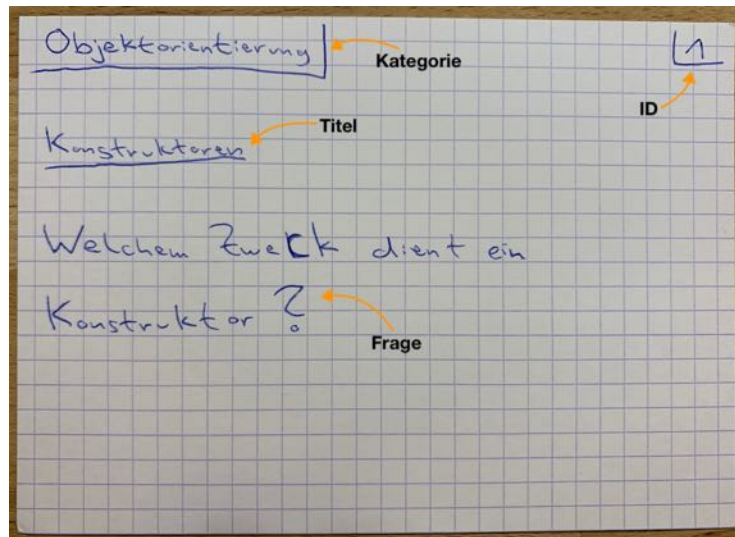 Objektorientierung
1
Kategorie
ID
Titel
Konstruktoren
Welchem Zweck dient ein
Konstruktor?
Frage